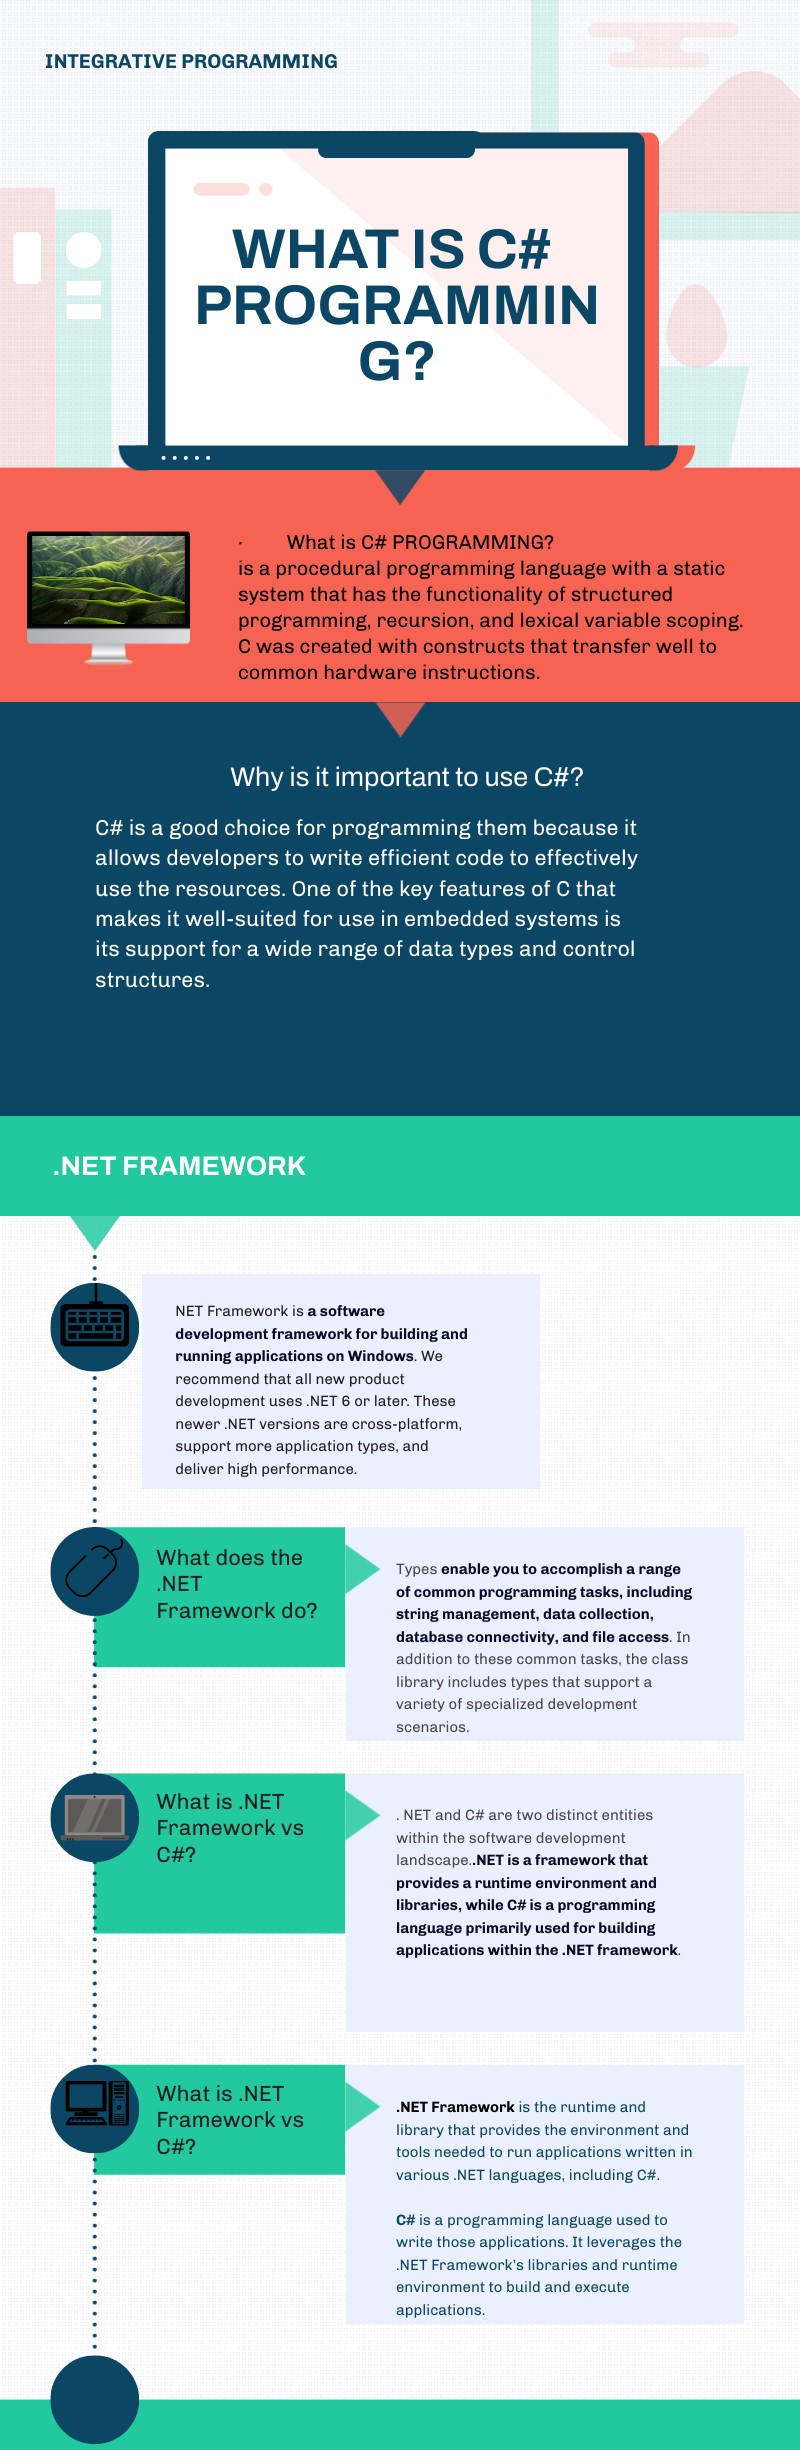 INTEGRATIVE PROGRAMMING
WHAT IS C#
PROGRAMMIN
G?
· What is C# PROGRAMMING?
is a procedural programming language with a static
system that has the functionality of structured
programming, recursion, and lexical variable scoping.
C was created with constructs that transfer well to
common hardware instructions.
Why is it important to use C#?
C# is a good choice for programming them because it
allows developers to write efficient code to effectively
use the resources. One of the key features of C that
makes it well-suited for use in embedded systems is
its support for a wide range of data types and control
structures.
.NET FRAMEWORK
NET Framework is a software
development framework for building and
running applications on Windows. We
recommend that all new product
development uses .NET 6 or later. These
newer .NET versions are cross-platform,
support more application types, and
deliver high performance.
What does the
.NET
Framework do?
Types enable you to accomplish a range
of common programming tasks, including
string management, data collection,
database connectivity, and file access. In
addition to these common tasks, the class
library includes types that support a
variety of specialized development
scenarios.
What is .NET
Framework vs
C#?
. NET and C# are two distinct entities
within the software development
landscape..NET is a framework that
provides a runtime environment and
libraries, while C# is a programming
language primarily used for building
applications within the .NET framework.
What is .NET
Framework vs
C#?
.NET Framework is the runtime and
library that provides the environment and
tools needed to run applications written in
various .NET languages, including C#.
C# is a programming language used to
write those applications. It leverages the
.NET Framework's libraries and runtime
environment to build and execute
applications.